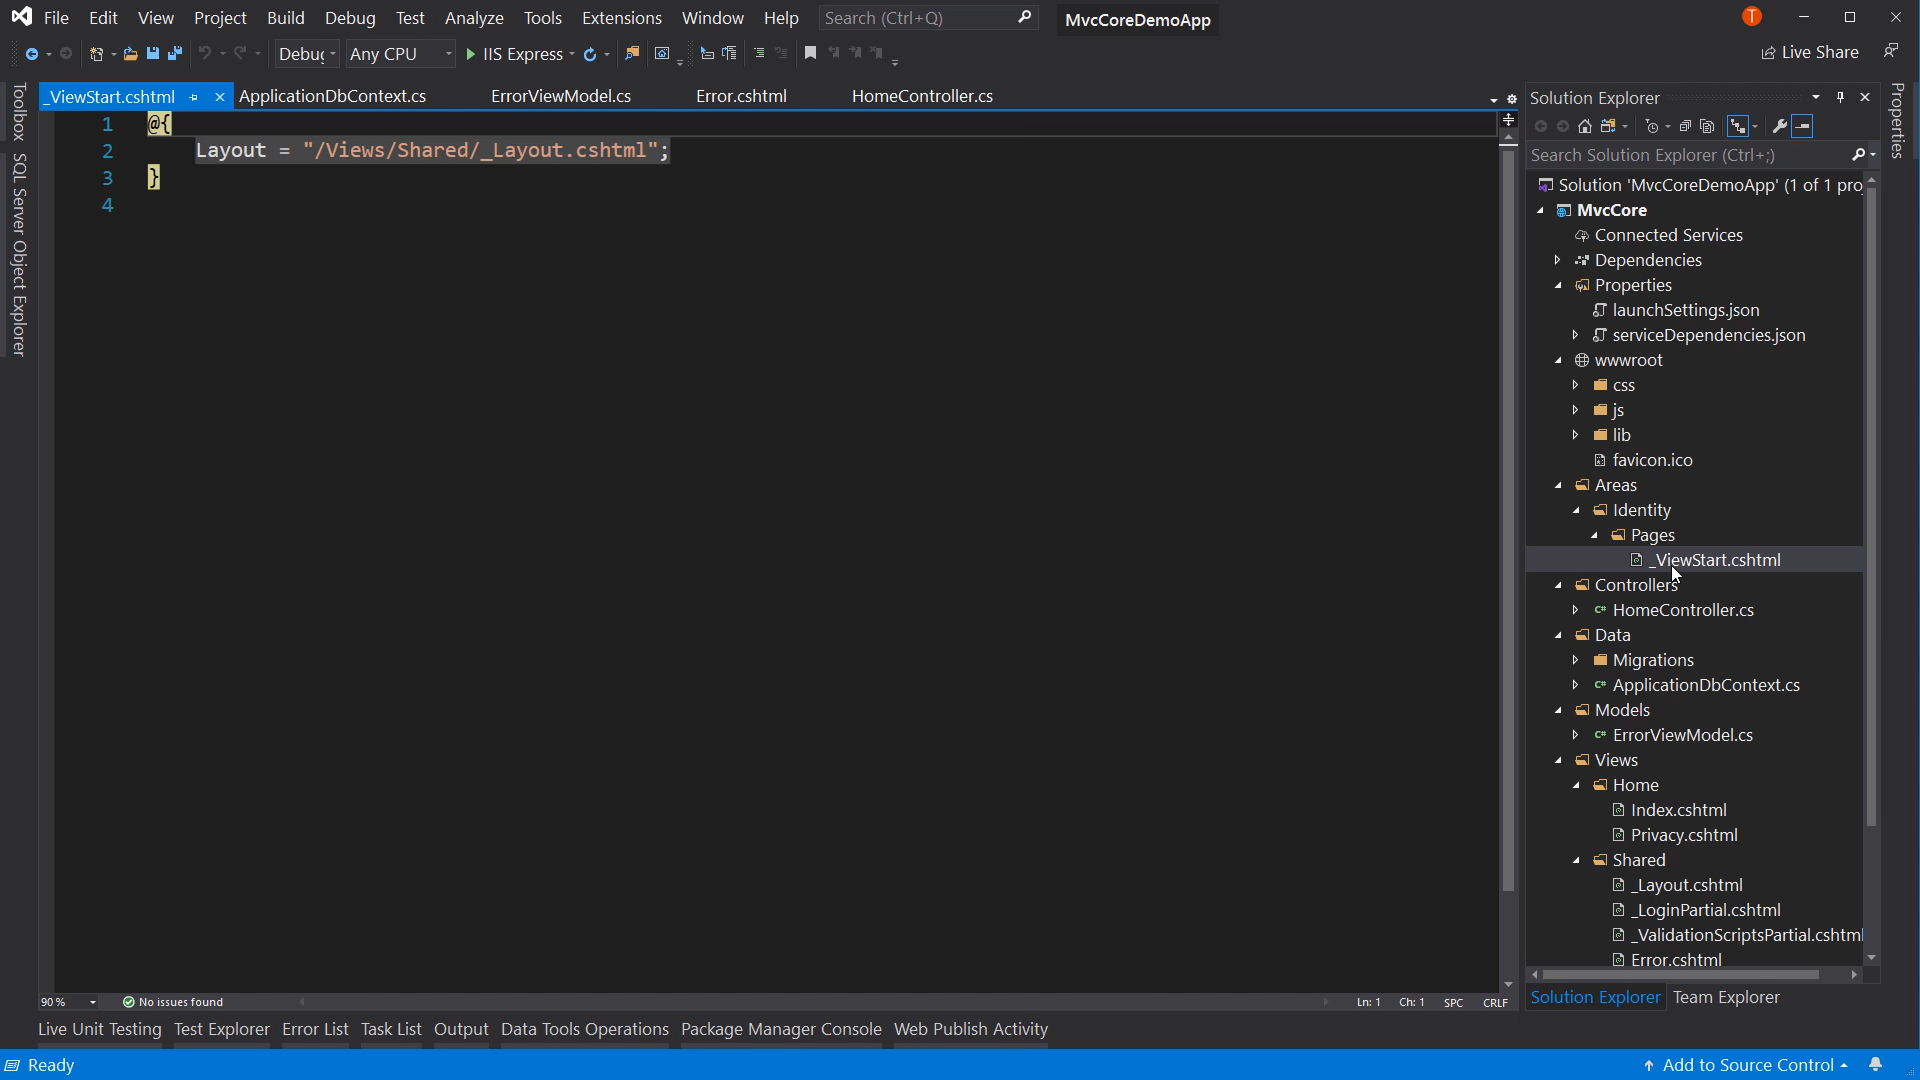 File Edit View Project Build Debug Test Analyze Tools Extensions Window Help Search (Ctrl+Q) MvcCoreDemoApp T
Debug Any CPU IIS Express Live Share
_ViewStart.cshtml ApplicationDbContext.cs ErrorViewModel.cs Error.cshtml HomeController.cs
1 @{
2 Layout = "/Views/Shared/_Layout.cshtml";
3 }
4
Toolbox
SQL Server Object Explorer
Solution Explorer
Search Solution Explorer (Ctrl+;)
Solution 'MvcCoreDemoApp' (1 of 1 pro
MvcCore
Connected Services
Dependencies
Properties
launchSettings.json
serviceDependencies.json
wwwroot
css
js
lib
favicon.ico
Areas
Identity
Pages
_ViewStart.cshtml
Controllers
C# HomeController.cs
Data
Migrations
C# ApplicationDbContext.cs
Models
C# ErrorViewModel.cs
Views
Home
Index.cshtml
Privacy.cshtml
Shared
_Layout.cshtml
_LoginPartial.cshtml
_ValidationScriptsPartial.cshtml
Error.cshtml
Solution Explorer Team Explorer
Properties
90 % No issues found Ln: 1 Ch: 1 SPC CRLF
Live Unit Testing Test Explorer Error List Task List Output Data Tools Operations Package Manager Console Web Publish Activity
Ready Add to Source Control